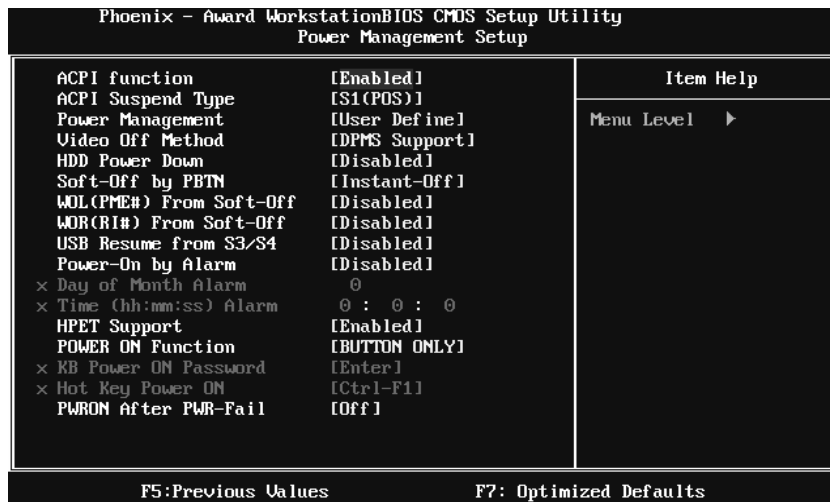 Phoenix - Award WorkstationBIOS CMOS Setup Utility
Power Management Setup
ACPI function [Enabled]
ACPI Suspend Type [S1(POS)]
Power Management [User Define]
Video Off Method [DPMS Support]
HDD Power Down [Disabled]
Soft-Off by PBTN [Instant-Off]
WOL(PME#) From Soft-Off [Disabled]
WOR(RI#) From Soft-Off [Disabled]
USB Resume from S3/S4 [Disabled]
Power-On by Alarm [Disabled]
x Day of Month Alarm 0
x Time (hh:mm:ss) Alarm 0 : 0 : 0
HPET Support [Enabled]
POWER ON Function [BUTTON ONLY]
x KB Power ON Password [Enter]
x Hot Key Power ON [Ctrl-F1]
PWRON After PWR-Fail [Off]
Item Help
Menu Level
F5:Previous Values F7: Optimized Defaults